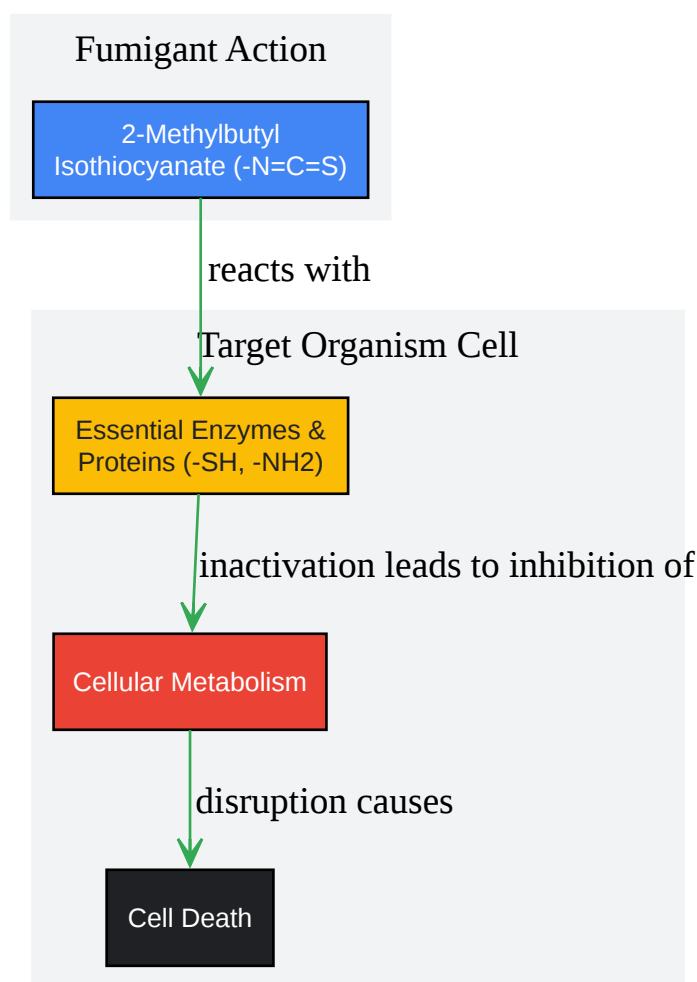 Fumigant Action
2-Methylbutyl
Isothiocyanate (-N=C=S)
reacts with
Target Organism Cell
Essential Enzymes &
Proteins (-SH, -NH2)
inactivation leads to inhibition of
Cellular Metabolism
disruption causes
Cell Death